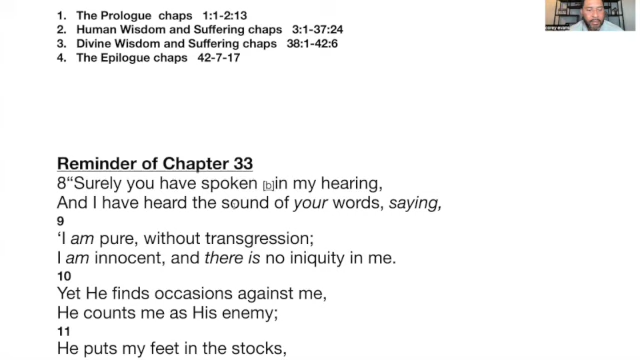 1. The Prologue chaps 1:1-2:13
2. Human Wisdom and Suffering chaps 3:1-37:24
3. Divine Wisdom and Suffering chaps 38:1-42:6
4. The Epilogue chaps 42-7-17
Reminder of Chapter 33
8“Surely you have spoken [b]in my hearing,
And I have heard the sound of your words, saying,
9
‘I am pure, without transgression;
I am innocent, and there is no iniquity in me.
10
Yet He finds occasions against me,
He counts me as His enemy;
11
He puts my feet in the stocks,